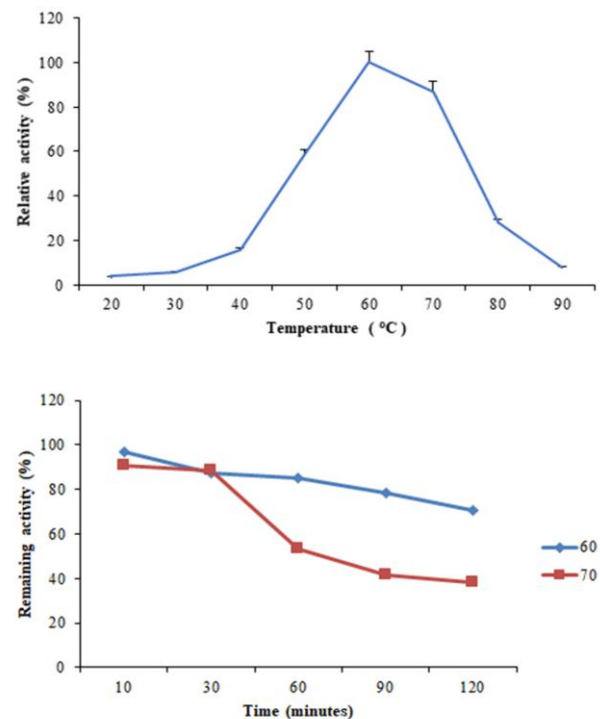 120
100
80
60
40
20
0
Relative activity (%)
20 30 40 50 60 70 80 90
Temperature ( °C)
120
100
80
60
40
20
0
Remaining activity (%)
10 30 60 90 120
Time (minutes)
60
70